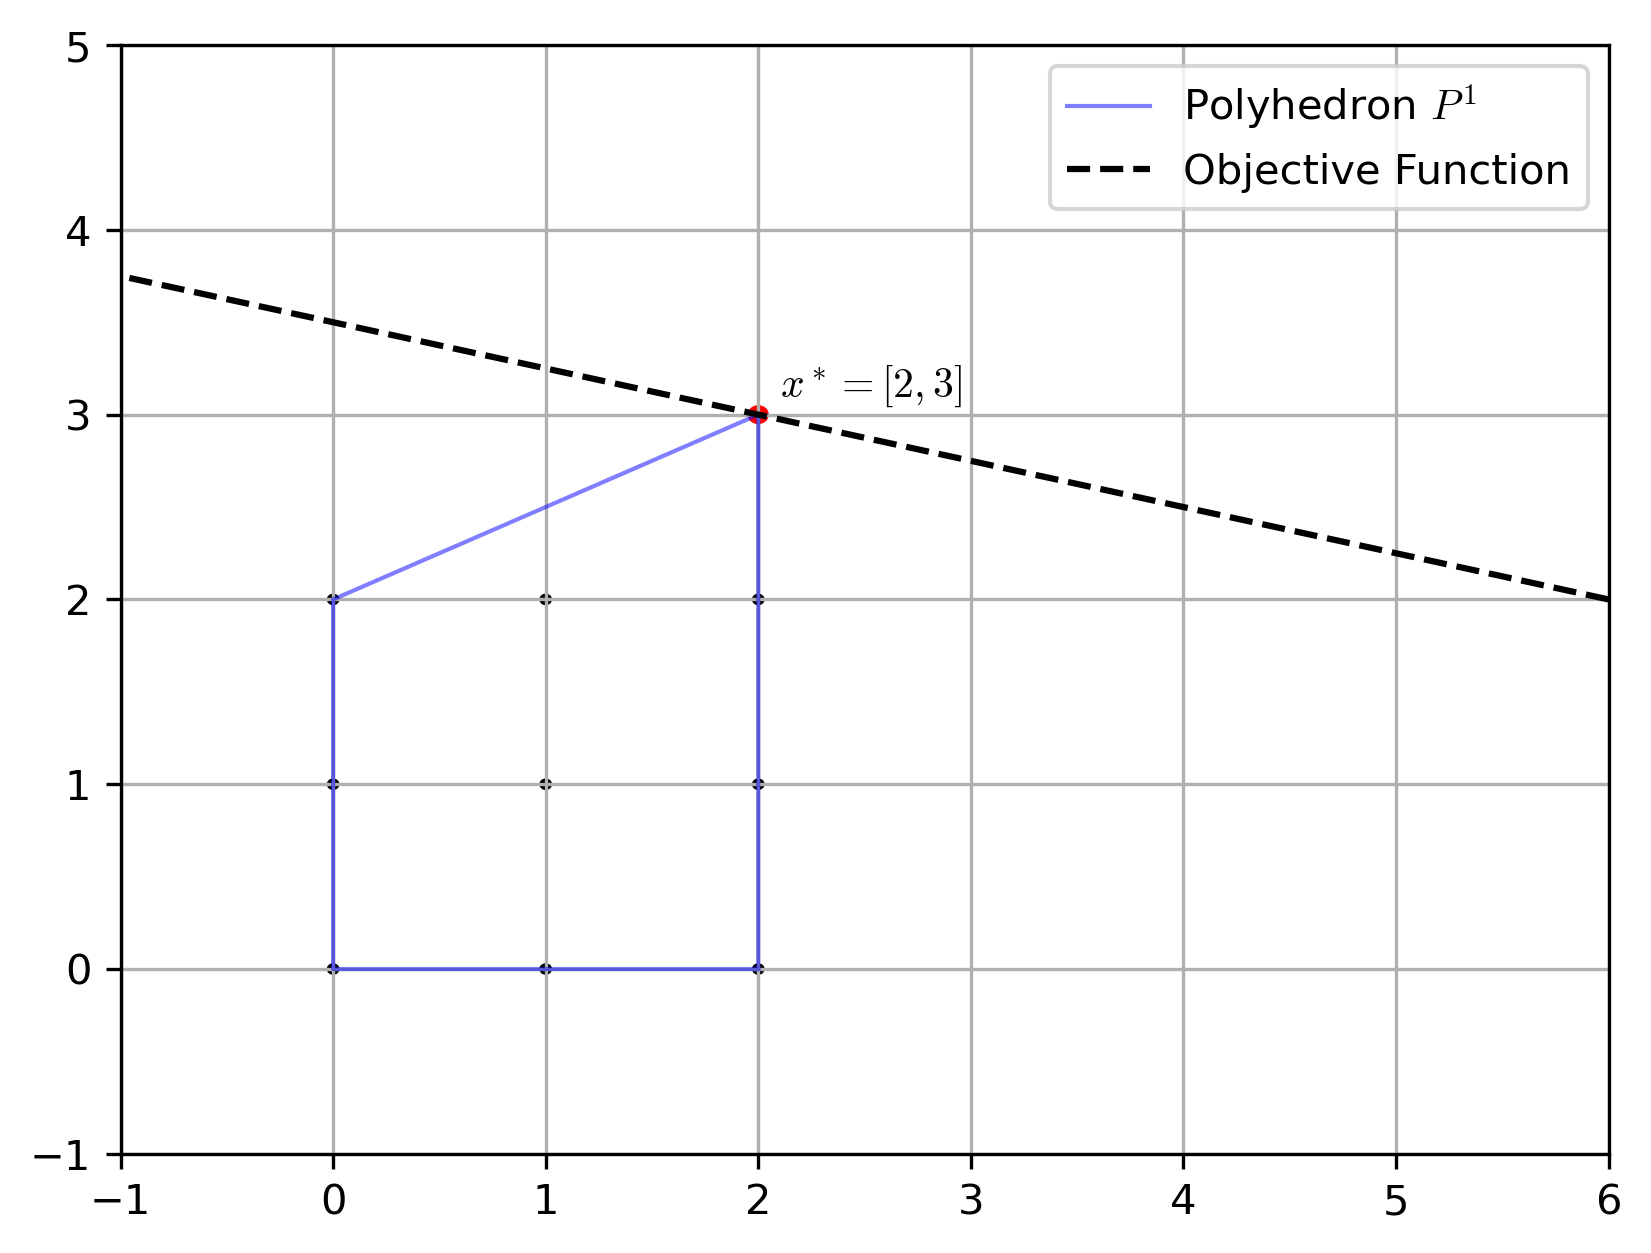 5
Polyhedron $P^1$
Objective Function
4
$x^* = [2, 3]$
3
2
1
0
−1
−1 0 1 2 3 4 5 6